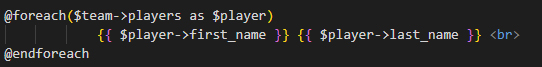 @foreach($team->players as $player)
{{ $player->first_name }} {{ $player->last_name }} <br>
@endforeach